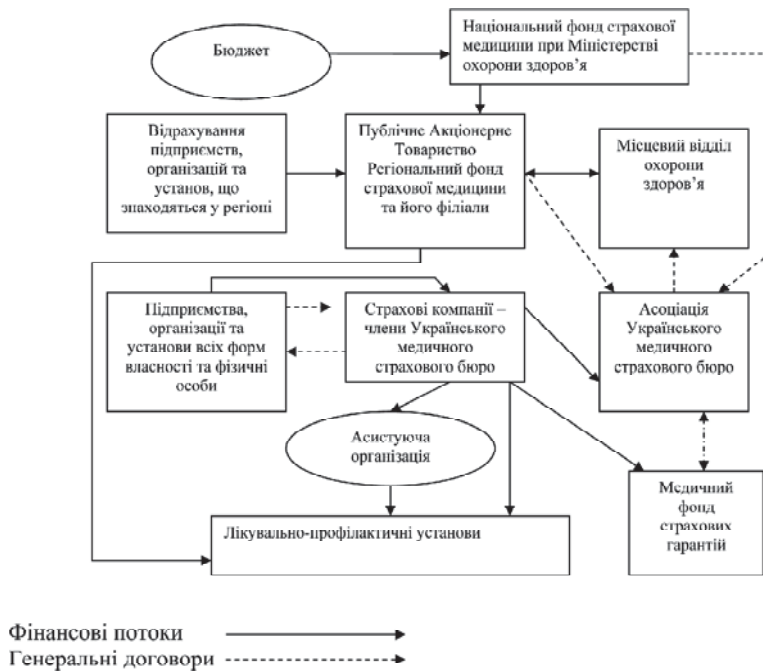 Бюджет
Національний фонд страхової
медицини при Міністерстві
охорони здоров’я
Відрахування
підприємств,
організацій та
установ, що
знаходяться у регіоні
Публічне Акціонерне
Товариство
Регіональний фонд
страхової медицини
та його філіали
Місцевий відділ
охорони
здоров’я
Підприємства,
організації та
установи всіх форм
власності та фізичні
особи
Страхові компанії –
члени Українського
медичного
страхового бюро
Асоціація
Українського
медичного
страхового бюро
Асистуюча
організація
Медичний
фонд
страхових
гарантій
Лікувально-профілактичні установи
Фінансові потоки
Генеральні договори